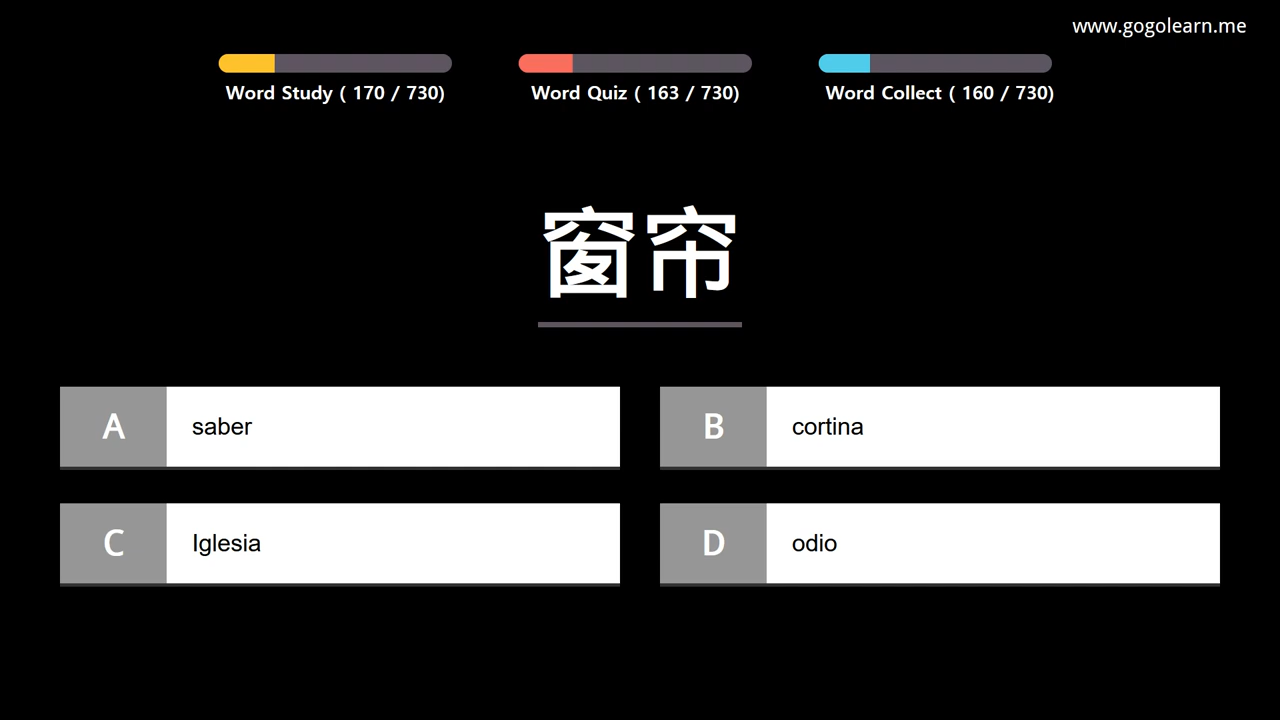 www.gogolearn.me
Word Study ( 170 / 730)
Word Quiz ( 163 / 730)
Word Collect ( 160 / 730)
窗帘
A saber
B cortina
C Iglesia
D odio